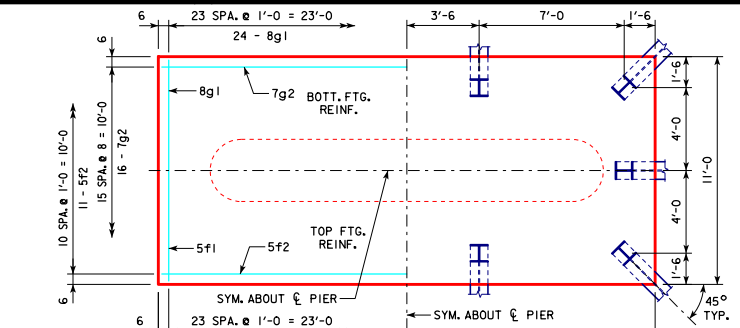 6
23 SPA. @ 1'-0 = 23'-0
24 - 8g1
3'-6
7'-0
1'-6
6
8g1
7g2
BOTT. FTG.
REINF.
1'-6
4'-0
11'-0
4'-0
1'-6
10 SPA. @ 1'-0 = 10'-0
11 - 5f2
15 SPA. @ 8 = 10'-0
16 - 7g2
5f1
5f2
TOP FTG.
REINF.
6
SYM. ABOUT ℄ PIER
SYM. ABOUT ℄ PIER
45°
TYP.
6
23 SPA. @ 1'-0 = 23'-0